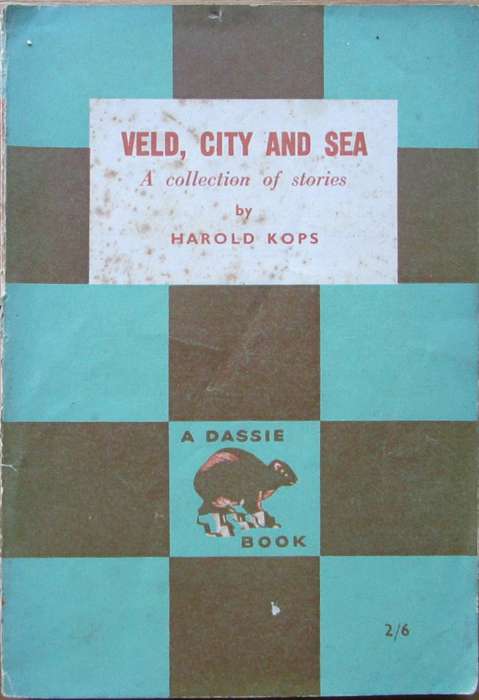 VELD, CITY AND SEA
A collection of stories
by
HAROLD KOPS
A DASSIE
BOOK
2/6